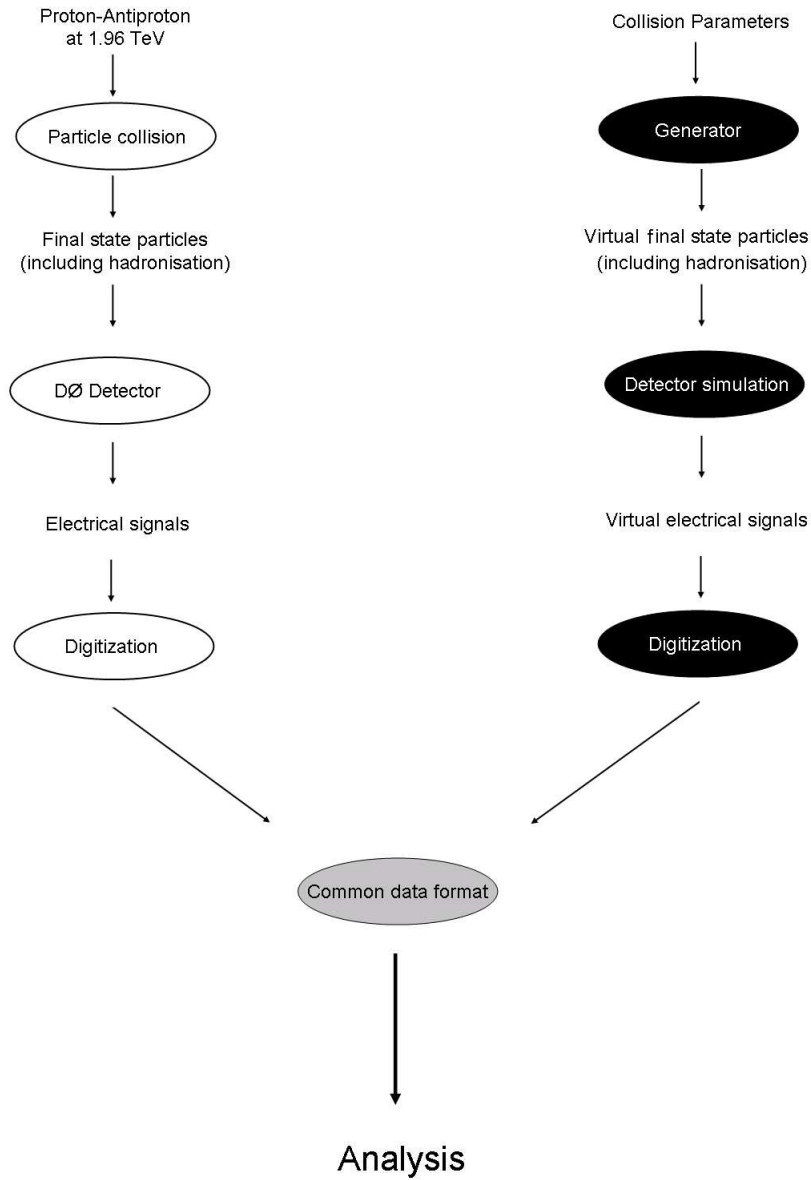 Proton-Antiproton
at 1.96 TeV
Particle collision
Final state particles
(including hadronisation)
DØ Detector
Electrical signals
Digitization
Collision Parameters
Generator
Virtual final state particles
(including hadronisation)
Detector simulation
Virtual electrical signals
Digitization
Common data format
Analysis